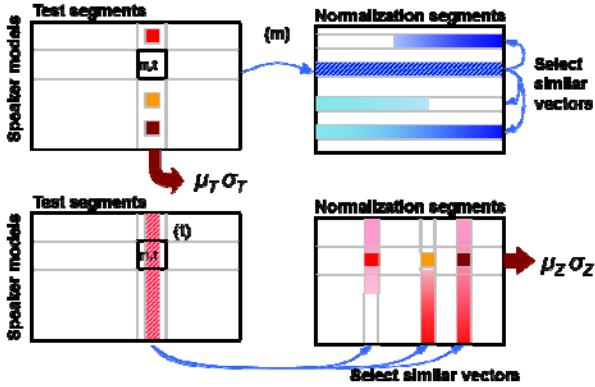 Test segments
Normalization segments
{m}
Speaker models
m,t
Select
similar
vectors
μT σT
Test segments
Normalization segments
{t}
Speaker models
m,t
μZ σZ
Select similar vectors